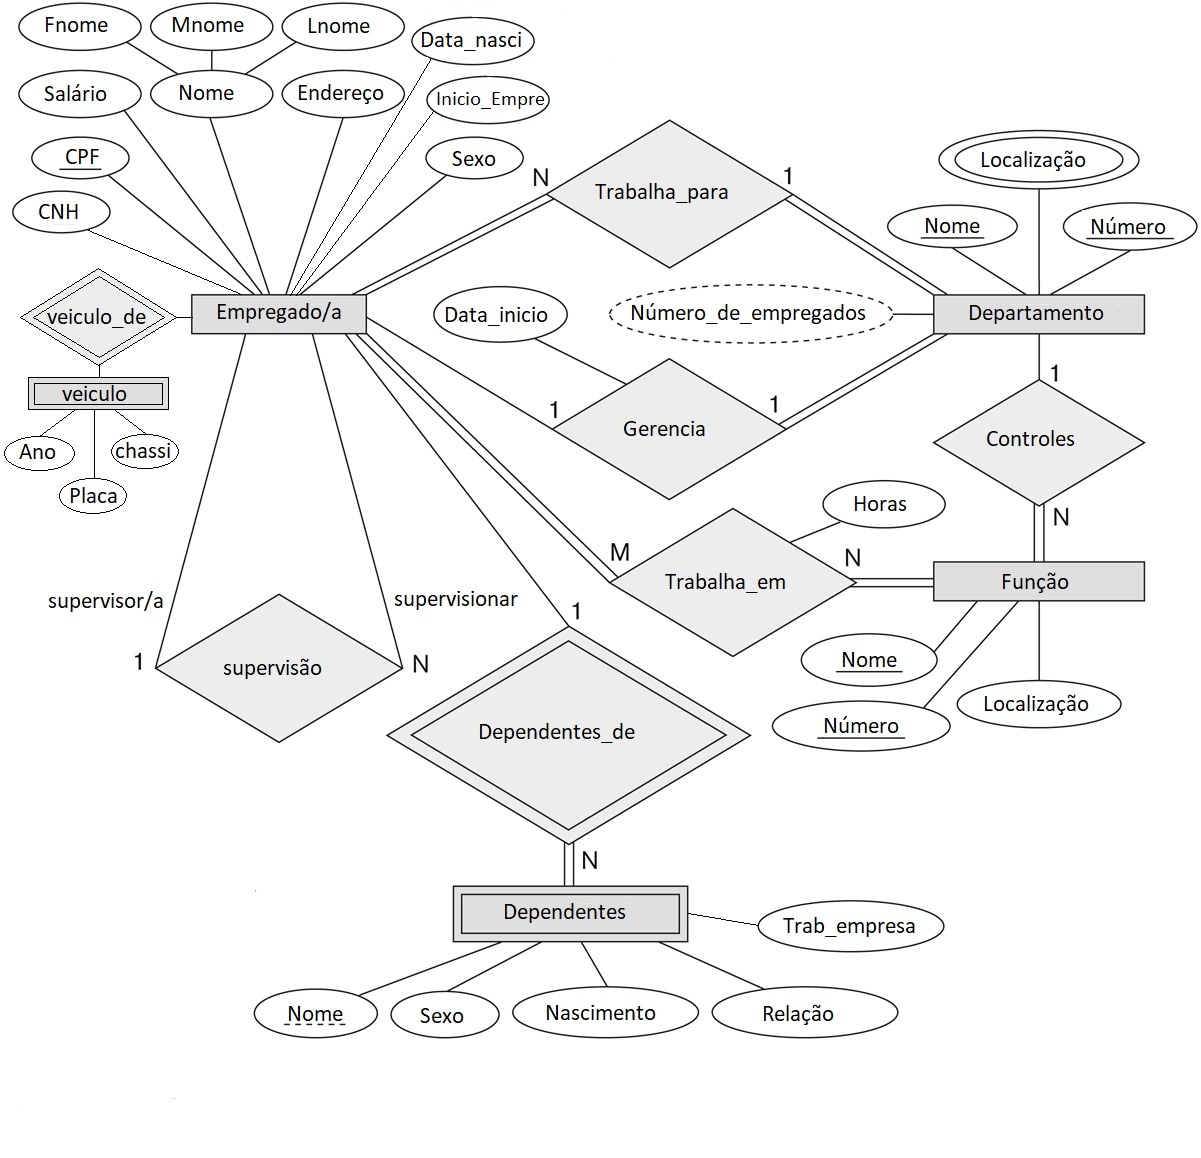 Fnome
Mnome
Lnome
Data_nasci
Salário
Nome
Endereço
Inicio_Empre
CPF
Sexo
CNH
N
Trabalha_para
1
Localização
Nome
Número
veiculo_de
Empregado/a
Data_inicio
Número_de_empregados
Departamento
veiculo
1
Gerencia
1
1
Controles
Ano
chassi
Placa
Horas
N
M
Trabalha_em
N
Função
supervisor/a
supervisionar
1
1
supervisão
N
Nome
Número
Localização
Dependentes_de
N
Dependentes
Trab_empresa
Nome
Sexo
Nascimento
Relação